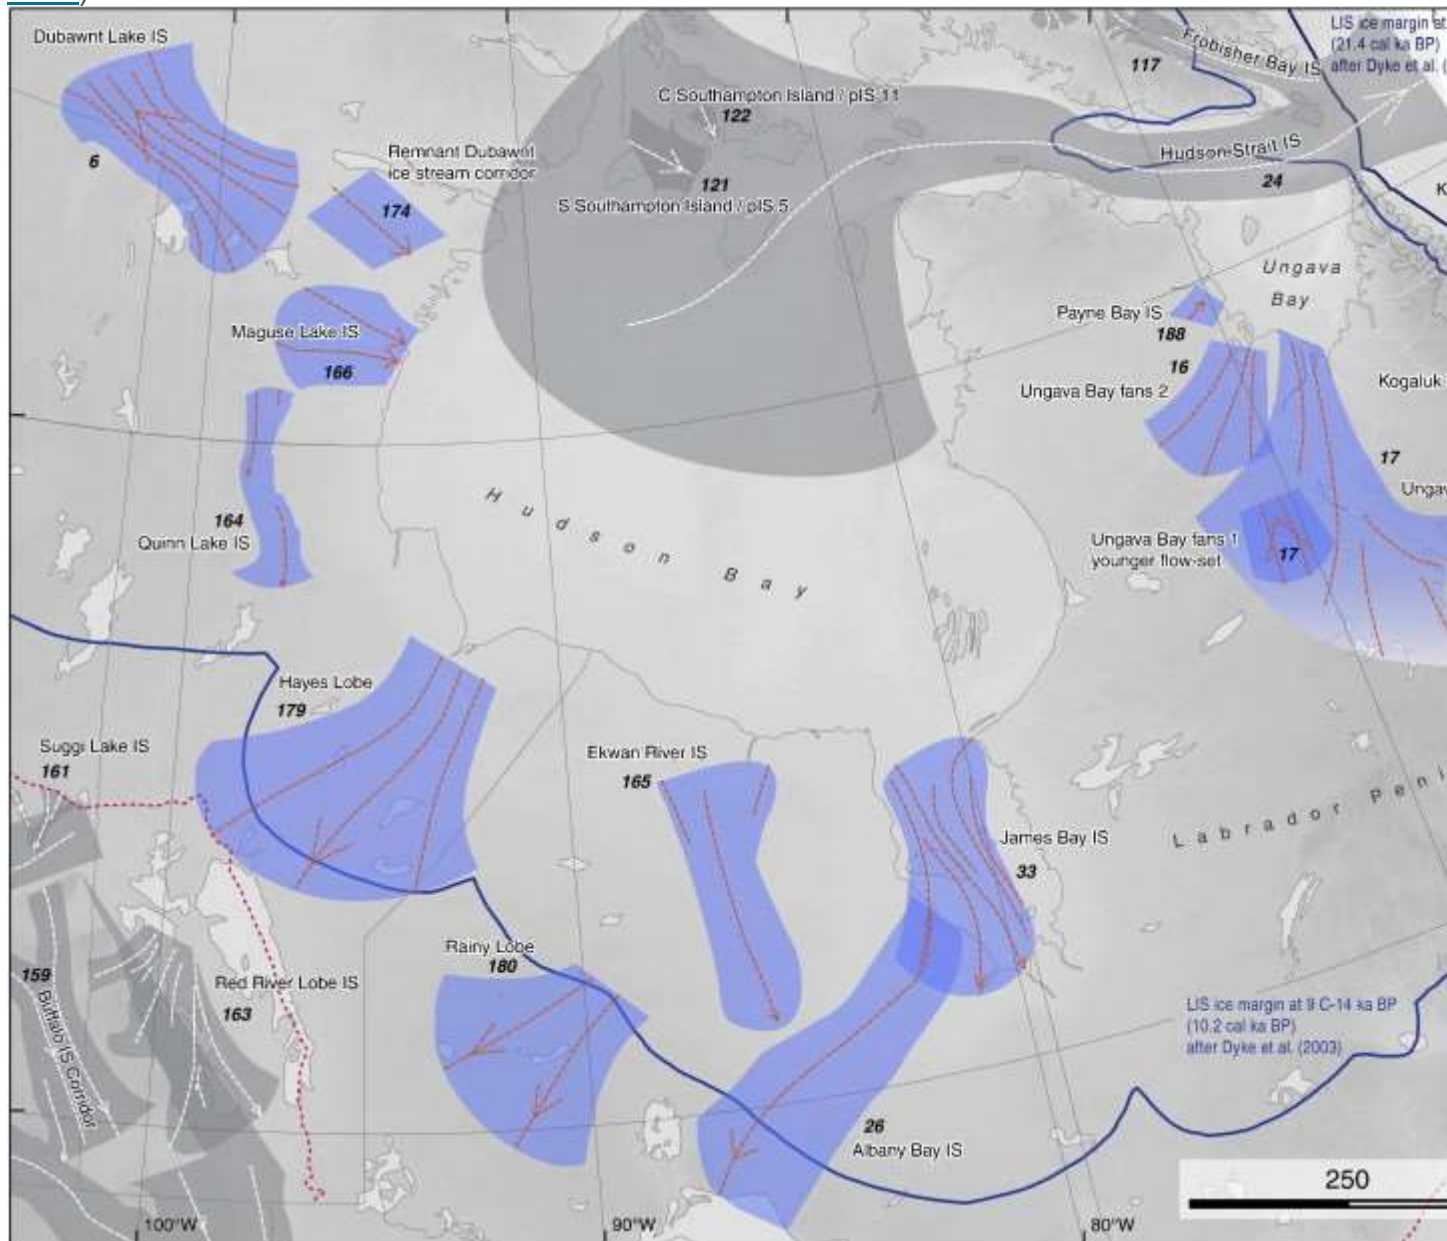 Dubawnt Lake IS
6
Remnant Dubawnt
ice stream corridor
174
Maguse Lake IS
166
164
Quinn Lake IS
C Southampton Island / pIS 11
122
121
S Southampton Island / pIS 5
117
Frobisher Bay IS
LIS ice margin at
(21.4 cal ka BP)
after Dyke et al. (
Hudson Strait IS
24
K
Ungava
Bay
Payne Bay IS
188
16
Ungava Bay fans 2
Kogaluk
17
Ungav
Ungava Bay fans 1
younger flow-set
17
Hudson Bay
Hayes Lobe
179
Suggi Lake IS
161
Ekwan River IS
165
James Bay IS
33
Labrador Peni
Rainy Lobe
180
159
Buffalo IS Corridor
Red River Lobe IS
163
LIS ice margin at 9 C-14 ka BP
(10.2 cal ka BP)
after Dyke et al. (2003)
26
Albany Bay IS
250
100°W
90°W
80°W